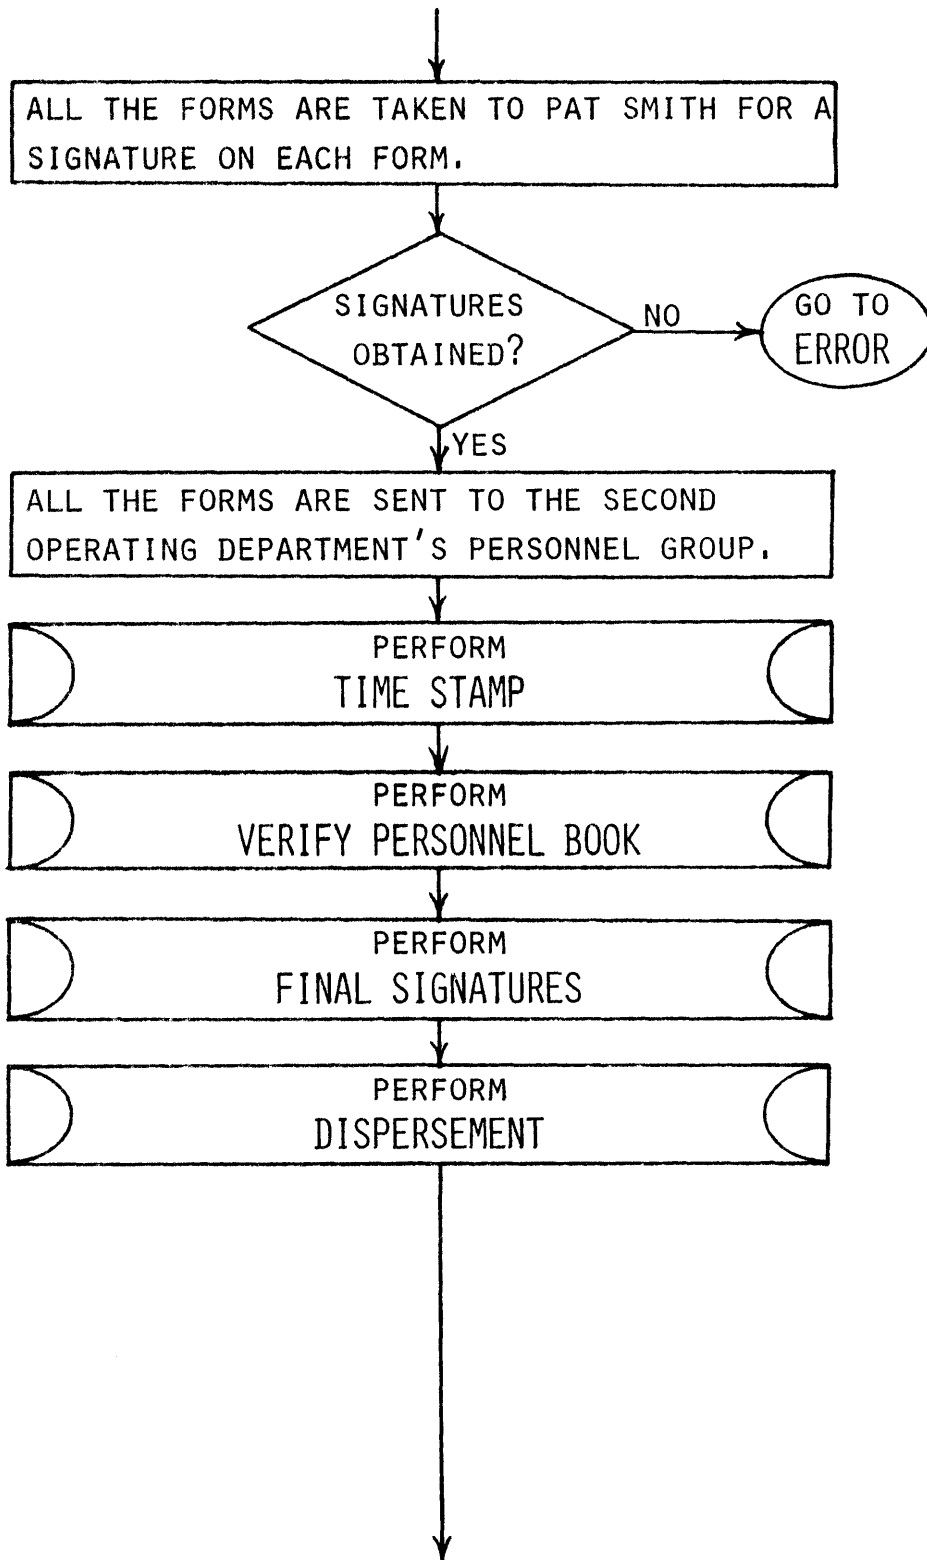 ALL THE FORMS ARE TAKEN TO PAT SMITH FOR A
SIGNATURE ON EACH FORM.
SIGNATURES
OBTAINED?
NO
GO TO
ERROR
YES
ALL THE FORMS ARE SENT TO THE SECOND
OPERATING DEPARTMENT'S PERSONNEL GROUP.
PERFORM
TIME STAMP
PERFORM
VERIFY PERSONNEL BOOK
PERFORM
FINAL SIGNATURES
PERFORM
DISPERSEMENT